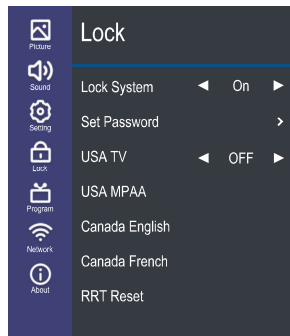 Picture
Sound
Setting
Lock
Program
Network
About
Lock
Lock System On
Set Password
USA TV OFF
USA MPAA
Canada English
Canada French
RRT Reset